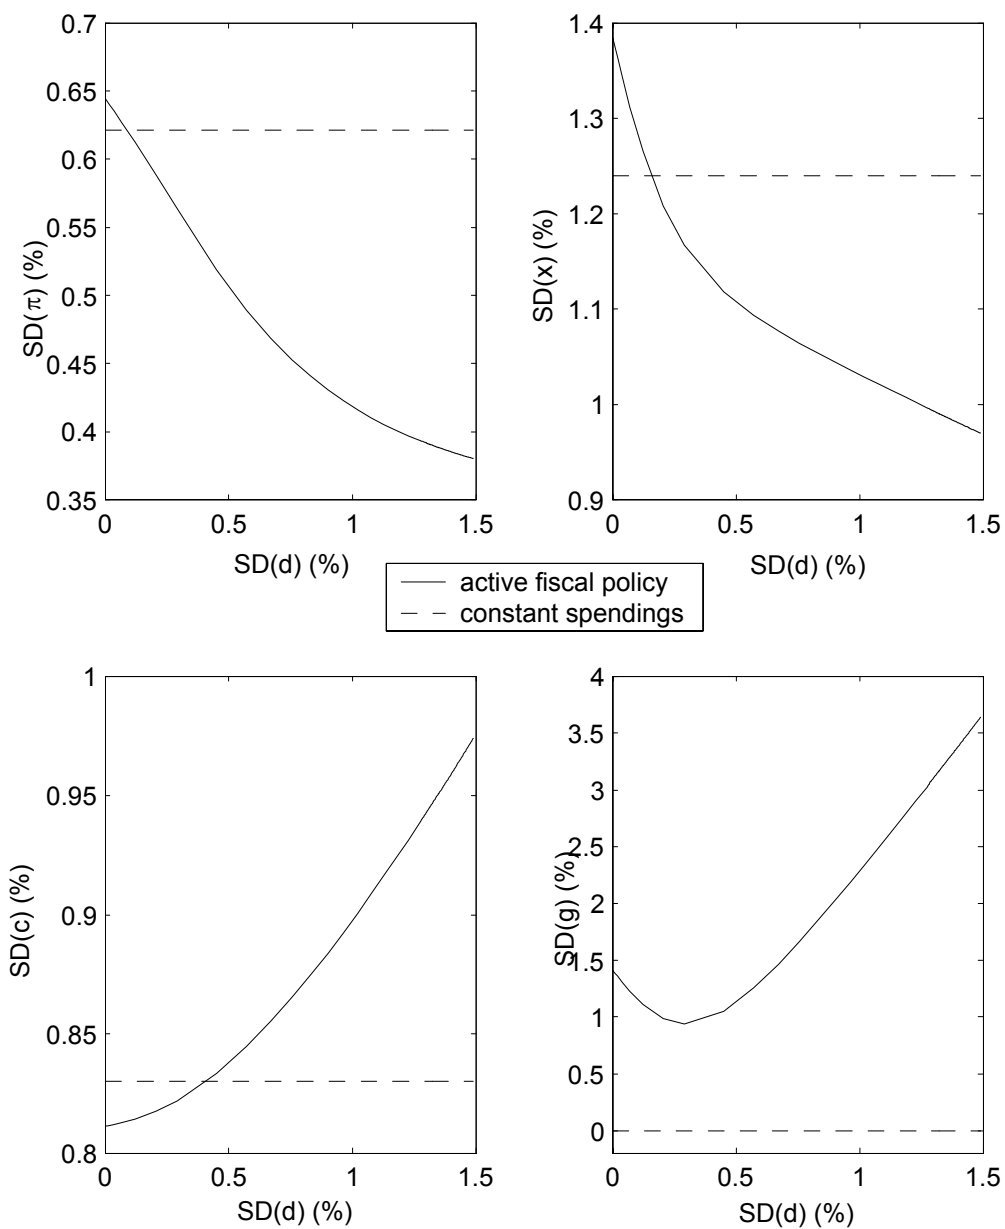 0.7
0.65
0.6
0.55
0.5
0.45
0.4
0.35
SD(π) (%)
0 0.5 1 1.5
SD(d) (%)
1.4
1.3
1.2
1.1
1
0.9
SD(x) (%)
0 0.5 1 1.5
SD(d) (%)
active fiscal policy
constant spendings
1
0.95
0.9
0.85
0.8
SD(c) (%)
0 0.5 1 1.5
SD(d) (%)
4
3.5
3
2.5
2
1.5
1
0.5
0
SD(g) (%)
0 0.5 1 1.5
SD(d) (%)